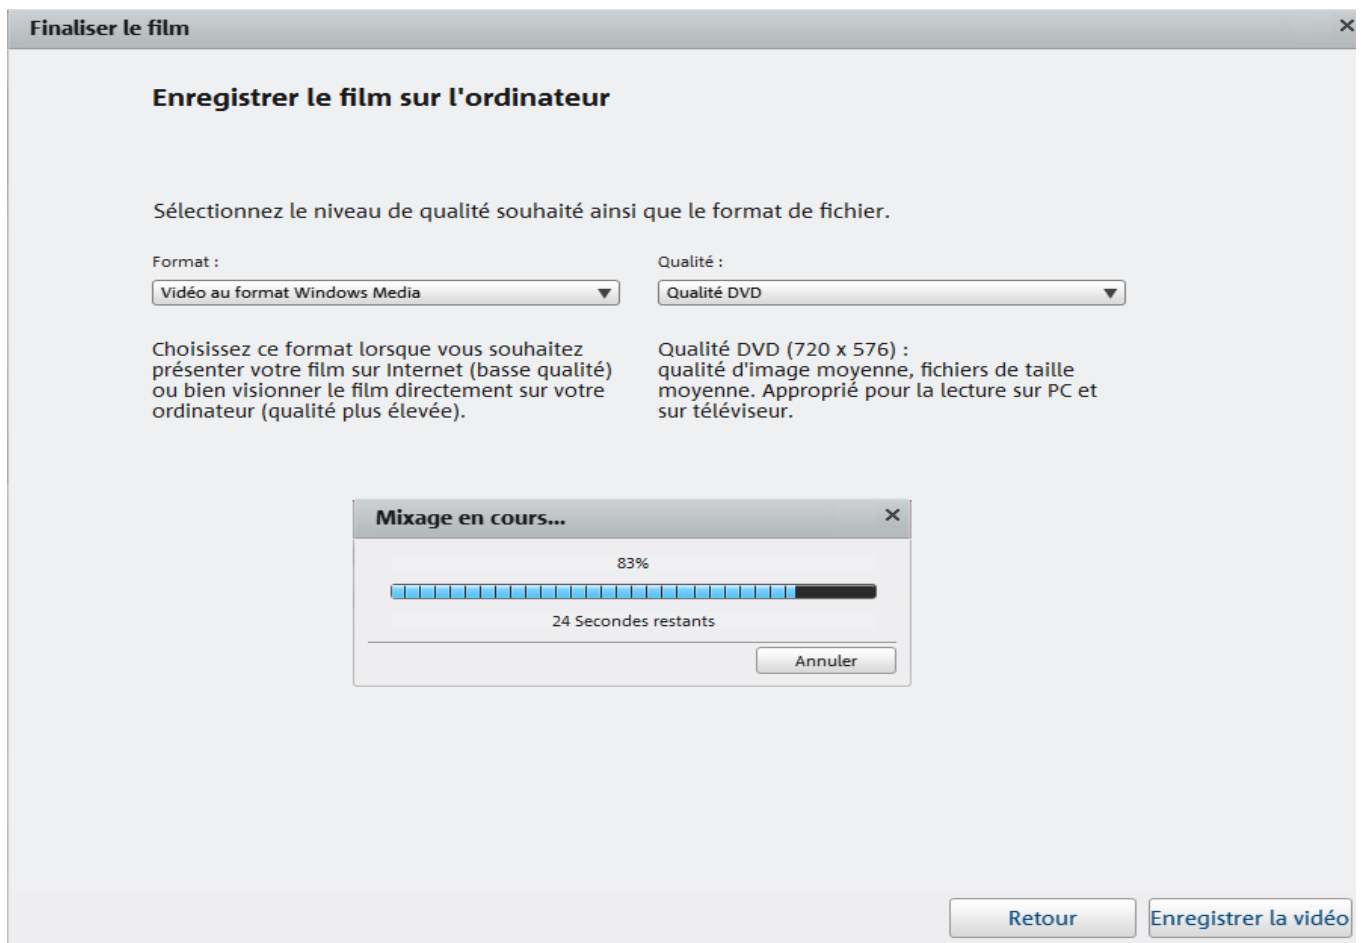 Finaliser le film
Enregistrer le film sur l'ordinateur
Sélectionnez le niveau de qualité souhaité ainsi que le format de fichier.
Format :
Vidéo au format Windows Media
Choisissez ce format lorsque vous souhaitez
présenter votre film sur Internet (basse qualité)
ou bien visionner le film directement sur votre
ordinateur (qualité plus élevée).
Qualité :
Qualité DVD
Qualité DVD (720 x 576) :
qualité d'image moyenne, fichiers de taille
moyenne. Approprié pour la lecture sur PC et
sur téléviseur.
Mixage en cours...
83%
24 Secondes restants
Annuler
Retour
Enregistrer la vidéo